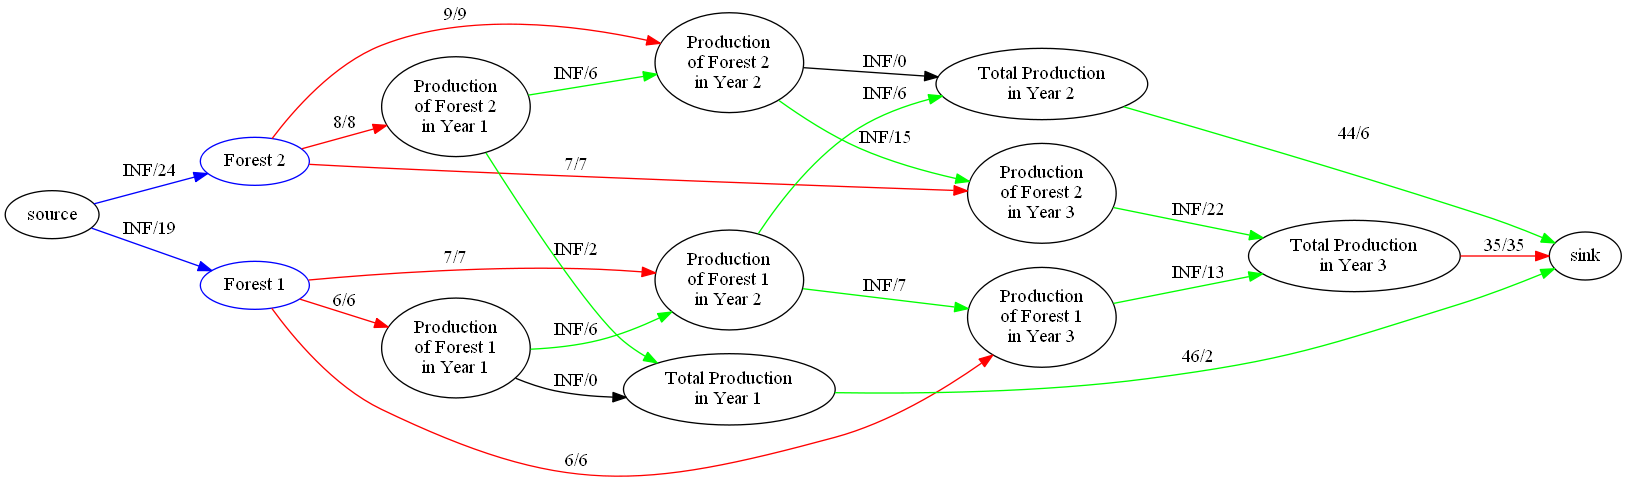 9/9
Production
of Forest 2
in Year 2
INF/0
Total Production
in Year 2
Production
of Forest 2
in Year 1
INF/6
INF/6
8/8
44/6
INF/15
Forest 2
INF/24
7/7
Production
of Forest 2
in Year 3
source
INF/22
INF/19
Total Production
in Year 3
35/35
sink
INF/2
7/7
Production
of Forest 1
in Year 2
INF/7
INF/13
Forest 1
6/6
Production
of Forest 1
in Year 3
Production
of Forest 1
in Year 1
INF/6
46/2
INF/0
Total Production
in Year 1
6/6